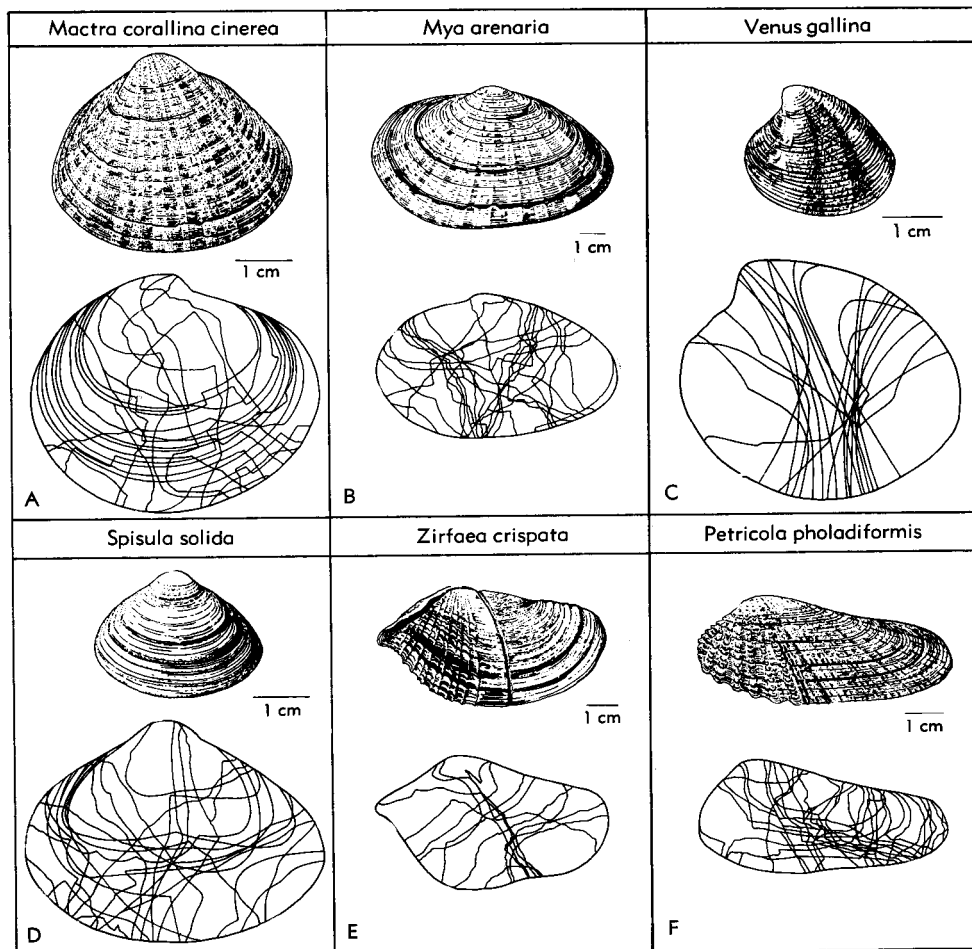 Mactra corallina cinerea
Mya arenaria
Venus gallina
1 cm
1 cm
1 cm
A
B
C
Spisula solida
Zirfaea crispata
Petricola pholadiformis
1 cm
1 cm
1 cm
D
E
F